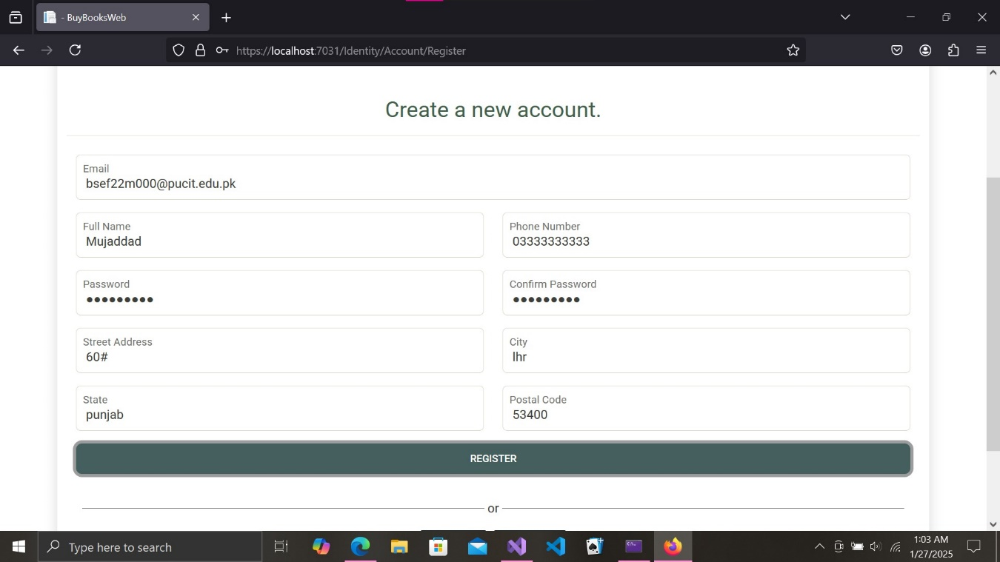 - BuyBooksWeb
https://localhost:7031/Identity/Account/Register
Create a new account.
Email
bsef22m000@pucit.edu.pk
Full Name
Mujaddad
Phone Number
03333333333
Password
●●●●●●●●●
Confirm Password
●●●●●●●●●
Street Address
60#
City
lhr
State
punjab
Postal Code
53400
REGISTER
or
Type here to search
1:03 AM
1/27/2025